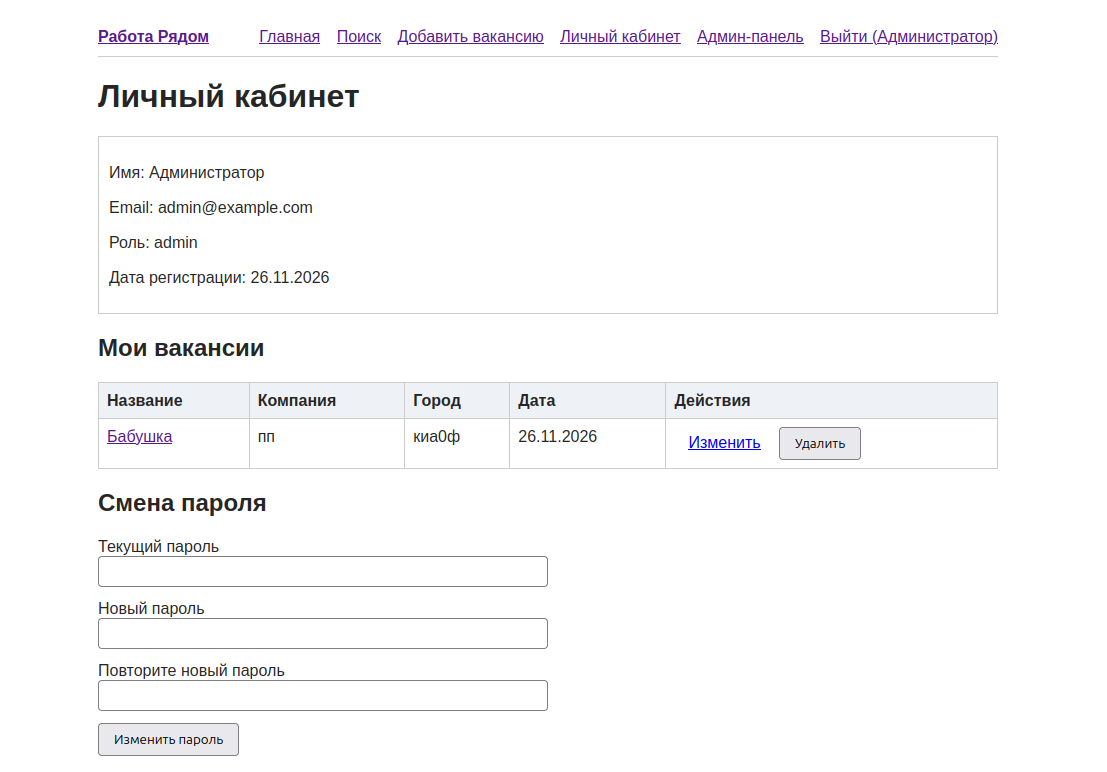 Работа Рядом Главная Поиск Добавить вакансию Личный кабинет Админ-панель Выйти (Администратор)
Личный кабинет
Имя: Администратор
Email: admin@example.com
Роль: admin
Дата регистрации: 26.11.2026
Мои вакансии
Название Компания Город Дата Действия
Бабушка пп киа0ф 26.11.2026 Изменить Удалить
Смена пароля
Текущий пароль
Новый пароль
Повторите новый пароль
Изменить пароль